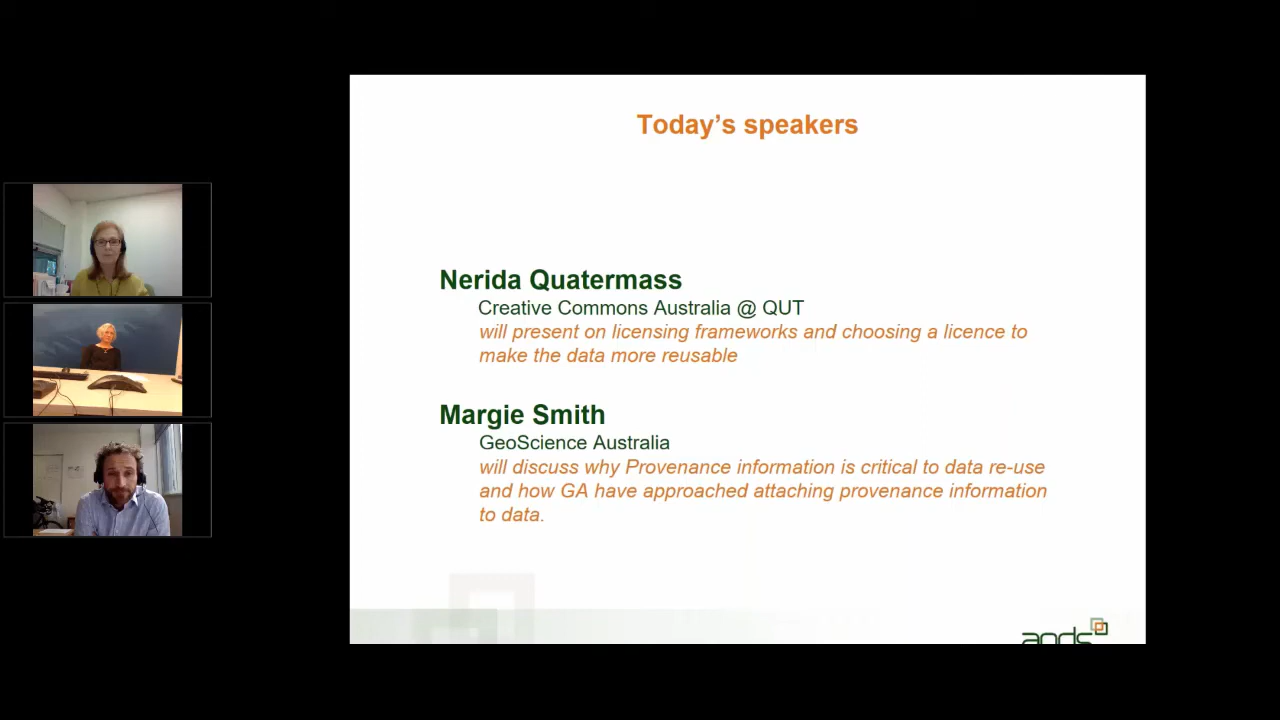 Today’s speakers
Nerida Quatermass
Creative Commons Australia @ QUT
will present on licensing frameworks and choosing a licence to
make the data more reusable
Margie Smith
GeoScience Australia
will discuss why Provenance information is critical to data re-use
and how GA have approached attaching provenance information
to data.
ands